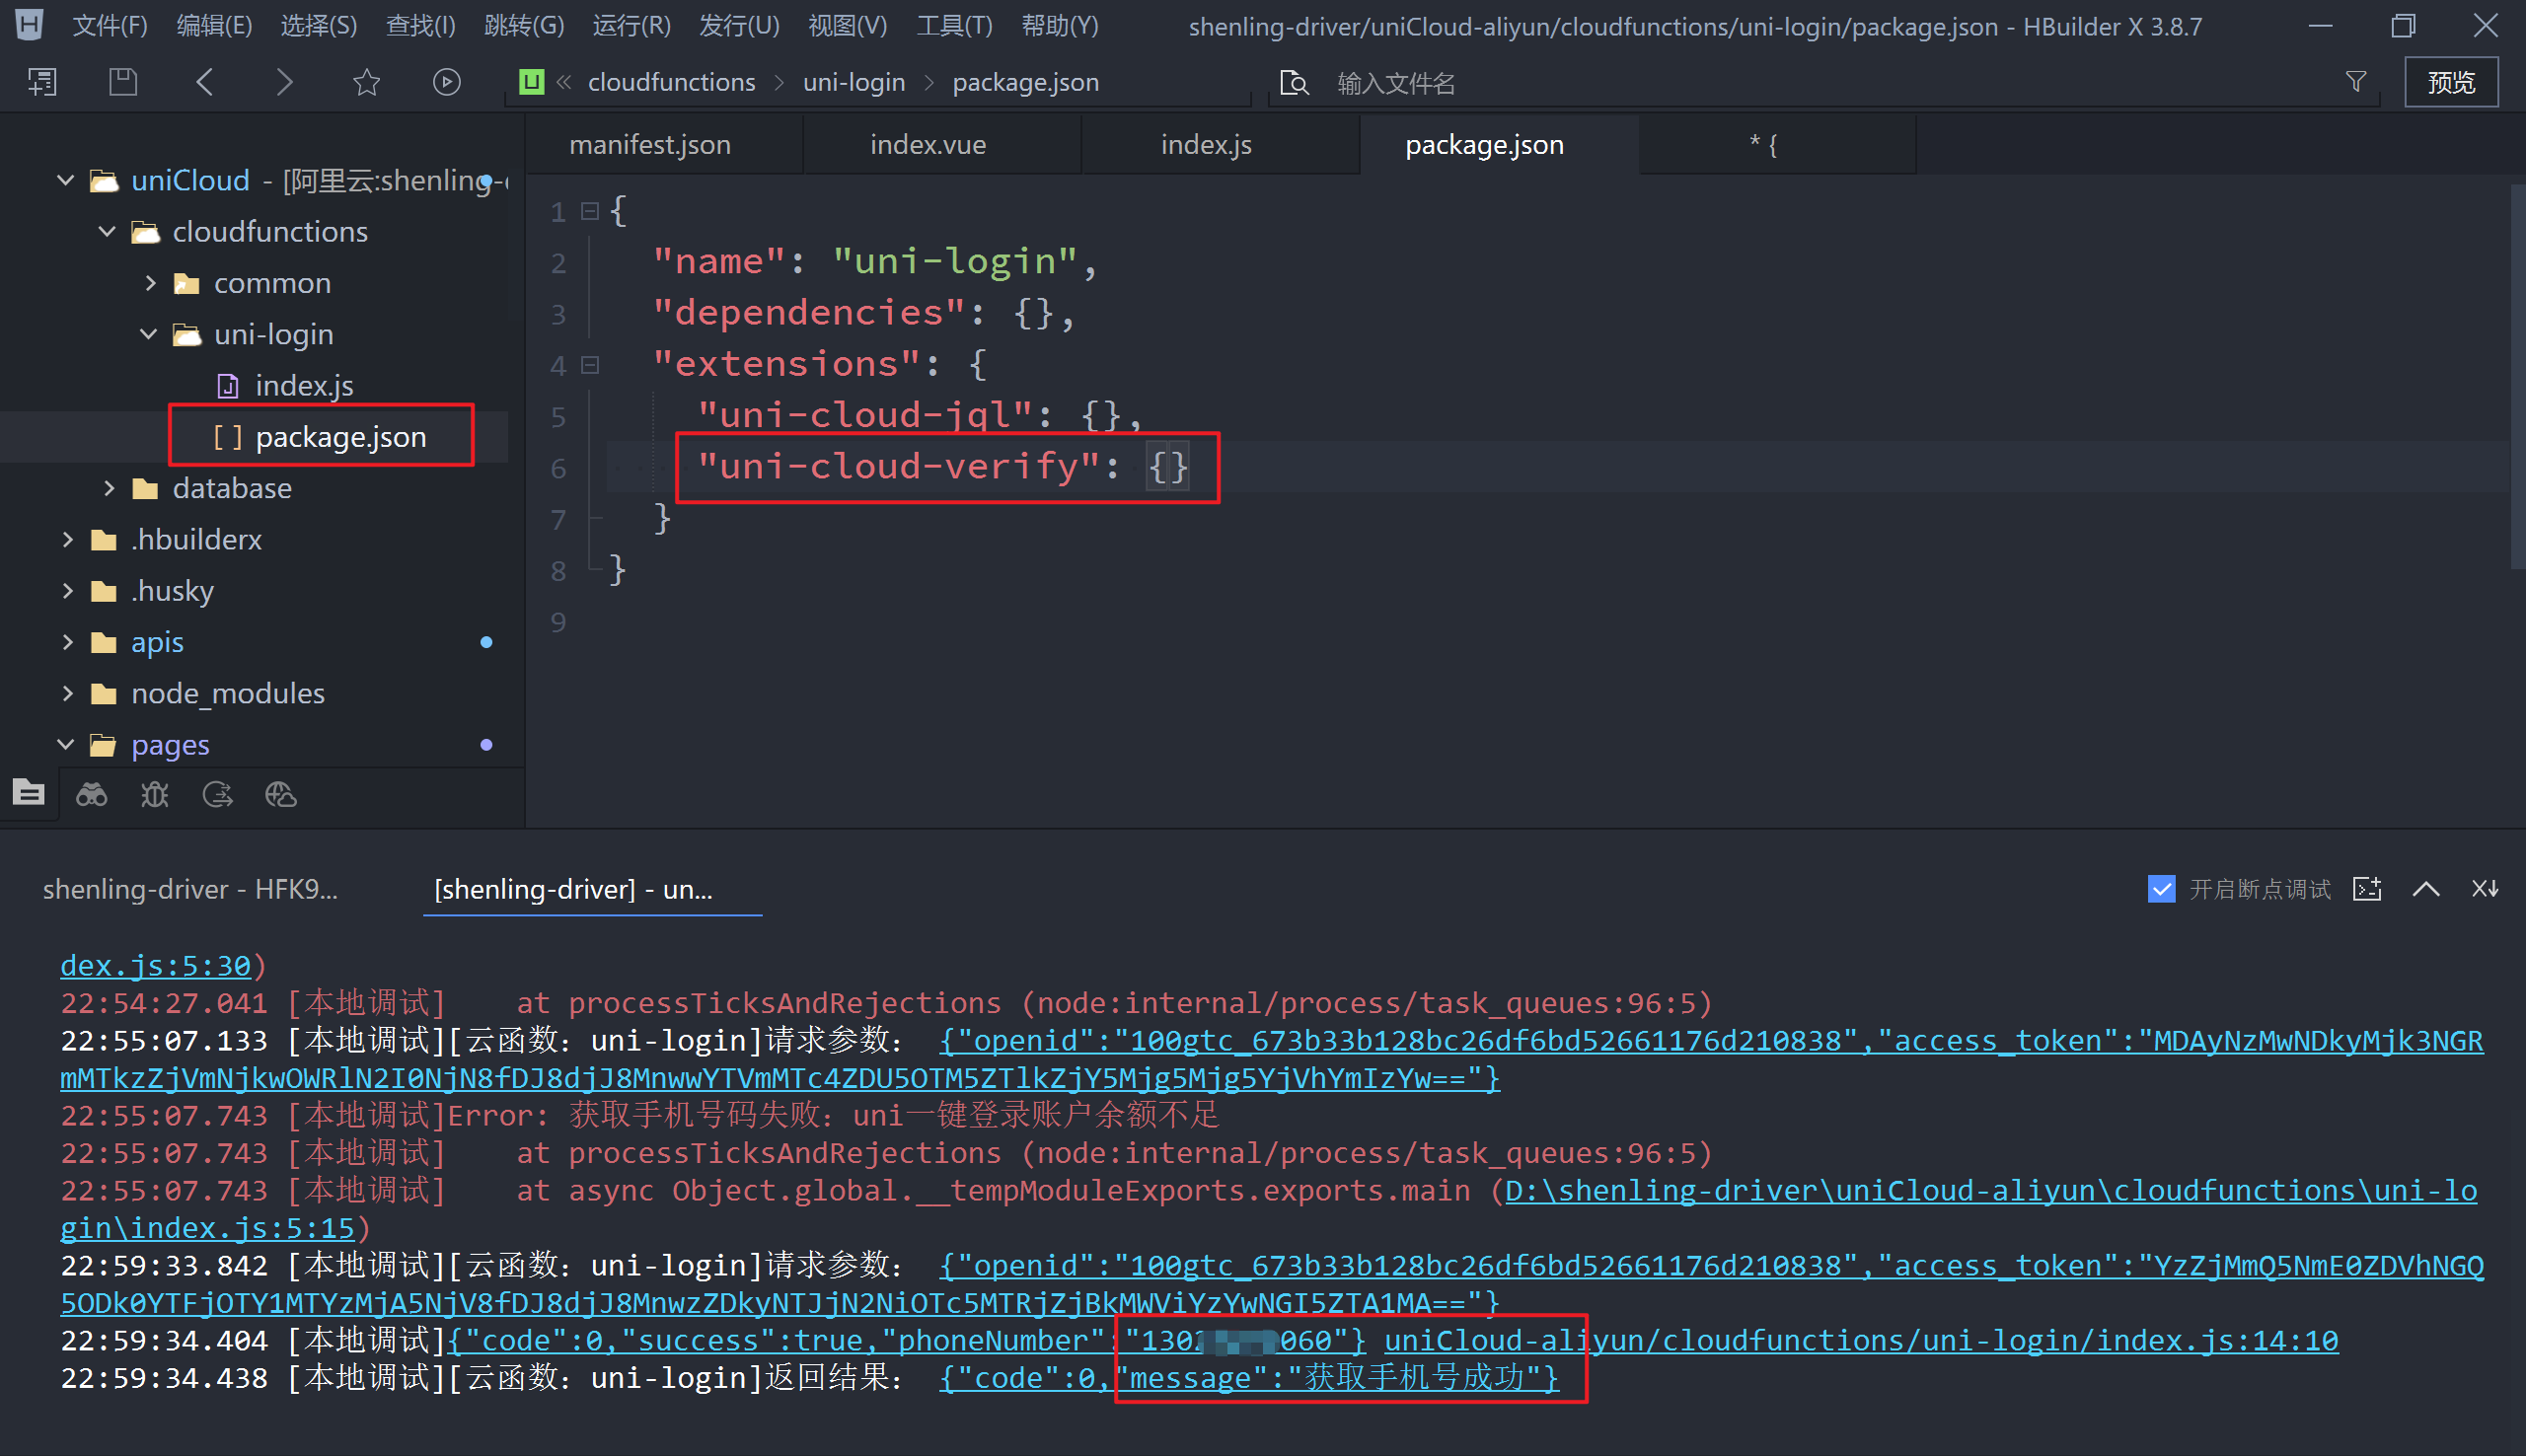 文件(F) 编辑(E) 选择(S) 查找(I) 跳转(G) 运行(R) 发行(U) 视图(V) 工具(T) 帮助(Y) shenling-driver/uniCloud-aliyun/cloudfunctions/uni-login/package.json - HBuilder X 3.8.7
cloudfunctions uni-login package.json 输入文件名 预览
manifest.json index.vue index.js package.json * {
uniCloud - [阿里云:shenling-
cloudfunctions
common
uni-login
index.js
[ ] package.json
database
.hbuilderx
.husky
apis
node_modules
pages
1 {
2 "name": "uni-login",
3 "dependencies": {},
4 "extensions": {
5 "uni-cloud-jql": {},
6 "uni-cloud-verify": {}
7 }
8 }
9
shenling-driver - HFK9... [shenling-driver] - un... 开启断点调试
dex.js:5:30)
22:54:27.041 [本地调试] at processTicksAndRejections (node:internal/process/task_queues:96:5)
22:55:07.133 [本地调试][云函数：uni-login]请求参数： {"openid":"100gtc_673b33b128bc26df6bd52661176d210838","access_token":"MDAyNzMwNDkyMjk3NGR
mMTkzZjVmNjkwOWRlN2I0NjN8fDJ8djJ8MnwwYTVmMTc4ZDU5OTM5ZTlkZjY5Mjg5Mjg5YjVhYmIzYw=="}
22:55:07.743 [本地调试]Error: 获取手机号码失败：uni一键登录账户余额不足
22:55:07.743 [本地调试] at processTicksAndRejections (node:internal/process/task_queues:96:5)
22:55:07.743 [本地调试] at async Object.global.__tempModuleExports.exports.main (D:\shenling-driver\uniCloud-aliyun\cloudfunctions\uni-lo
gin\index.js:5:15)
22:59:33.842 [本地调试][云函数：uni-login]请求参数： {"openid":"100gtc_673b33b128bc26df6bd52661176d210838","access_token":"YzZjMmQ5NmE0ZDVhNGQ
5ODk0YTFjOTY1MTYzMjA5NjV8fDJ8djJ8MnwzZDkyNTJjN2NiOTc5MTRjZjBkMWViYzYwNGI5ZTA1MA=="}
22:59:34.404 [本地调试]{"code":0,"success":true,"phoneNumber":"130 060"} uniCloud-aliyun/cloudfunctions/uni-login/index.js:14:10
22:59:34.438 [本地调试][云函数：uni-login]返回结果： {"code":0,"message":"获取手机号成功"}